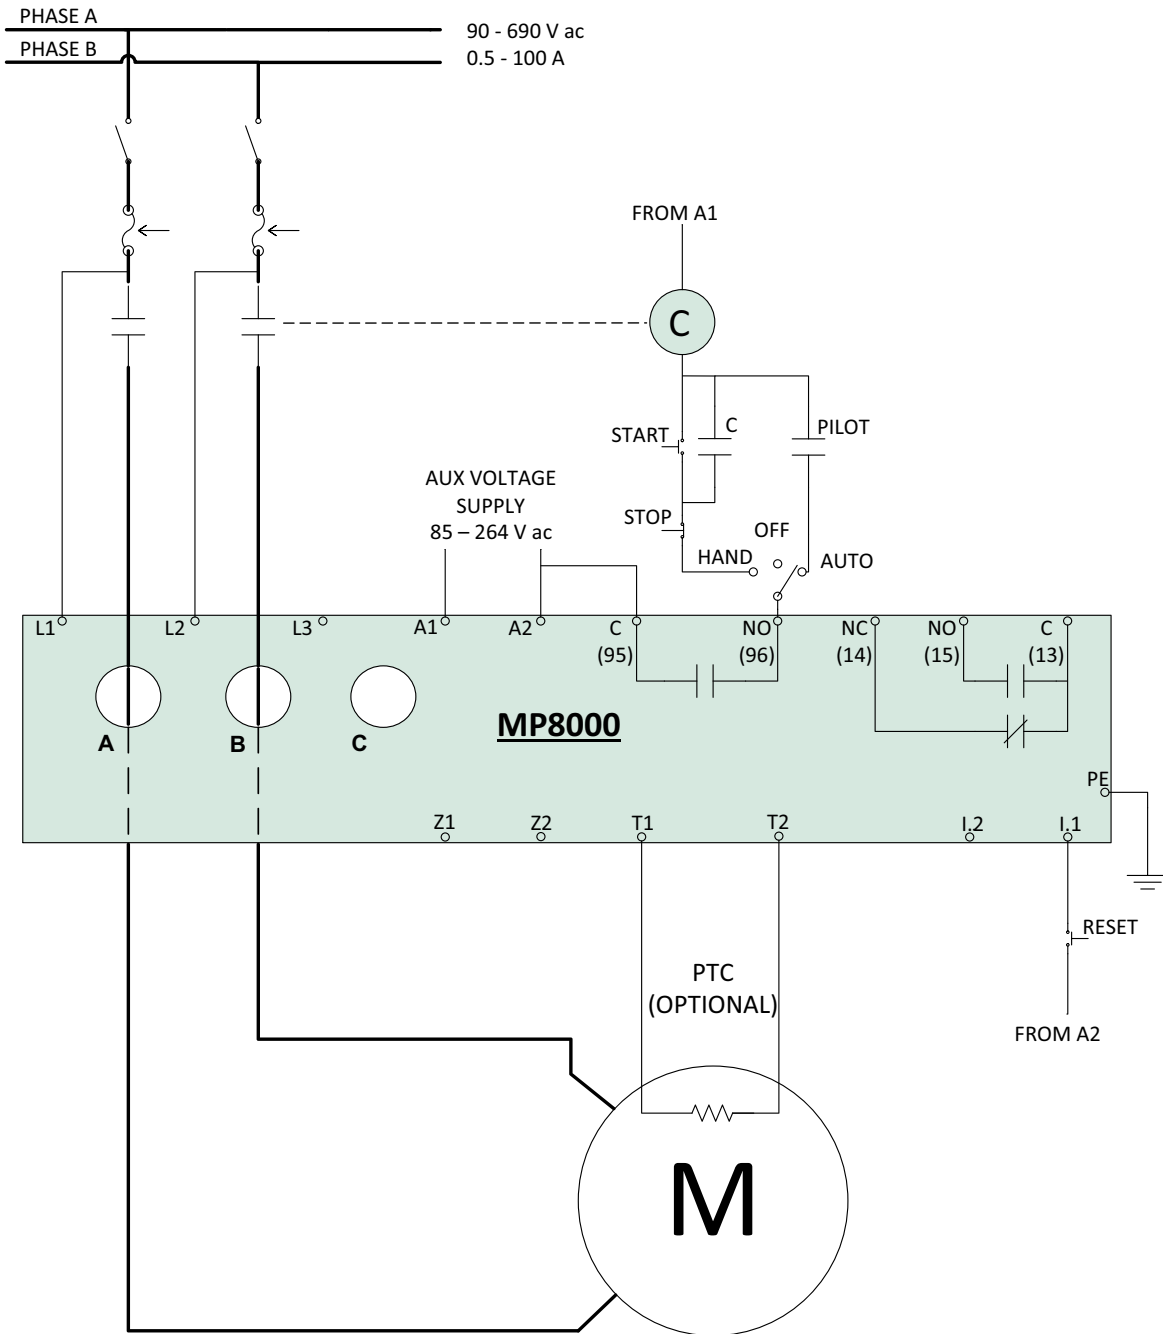 PHASE A
90 - 690 V ac
PHASE B
0.5 - 100 A
FROM A1
C
START
C
PILOT
AUX VOLTAGE
SUPPLY
85 – 264 V ac
STOP
OFF
HAND
AUTO
L1
L2
L3
A1
A2
C
(95)
NO
(96)
NC
(14)
NO
(15)
C
(13)
A
B
C
MP8000
PE
Z1
Z2
T1
T2
I.2
I.1
RESET
PTC
(OPTIONAL)
FROM A2
M